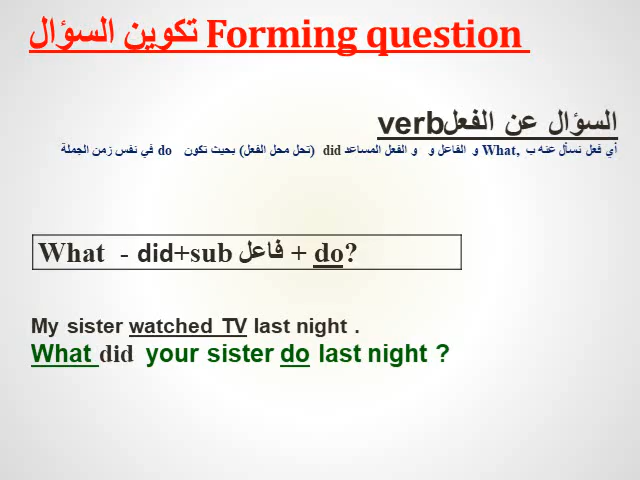 تكوين السؤال Forming question
السؤال عن الفعلverb
أي فعل نسأل عنه ب What, و الفاعل و و الفعل المساعد did (تحل محل الفعل) بحيث تكون do في نفس زمن الجملة
What - did+sub فاعل + do?
My sister watched TV last night .
What did your sister do last night ?